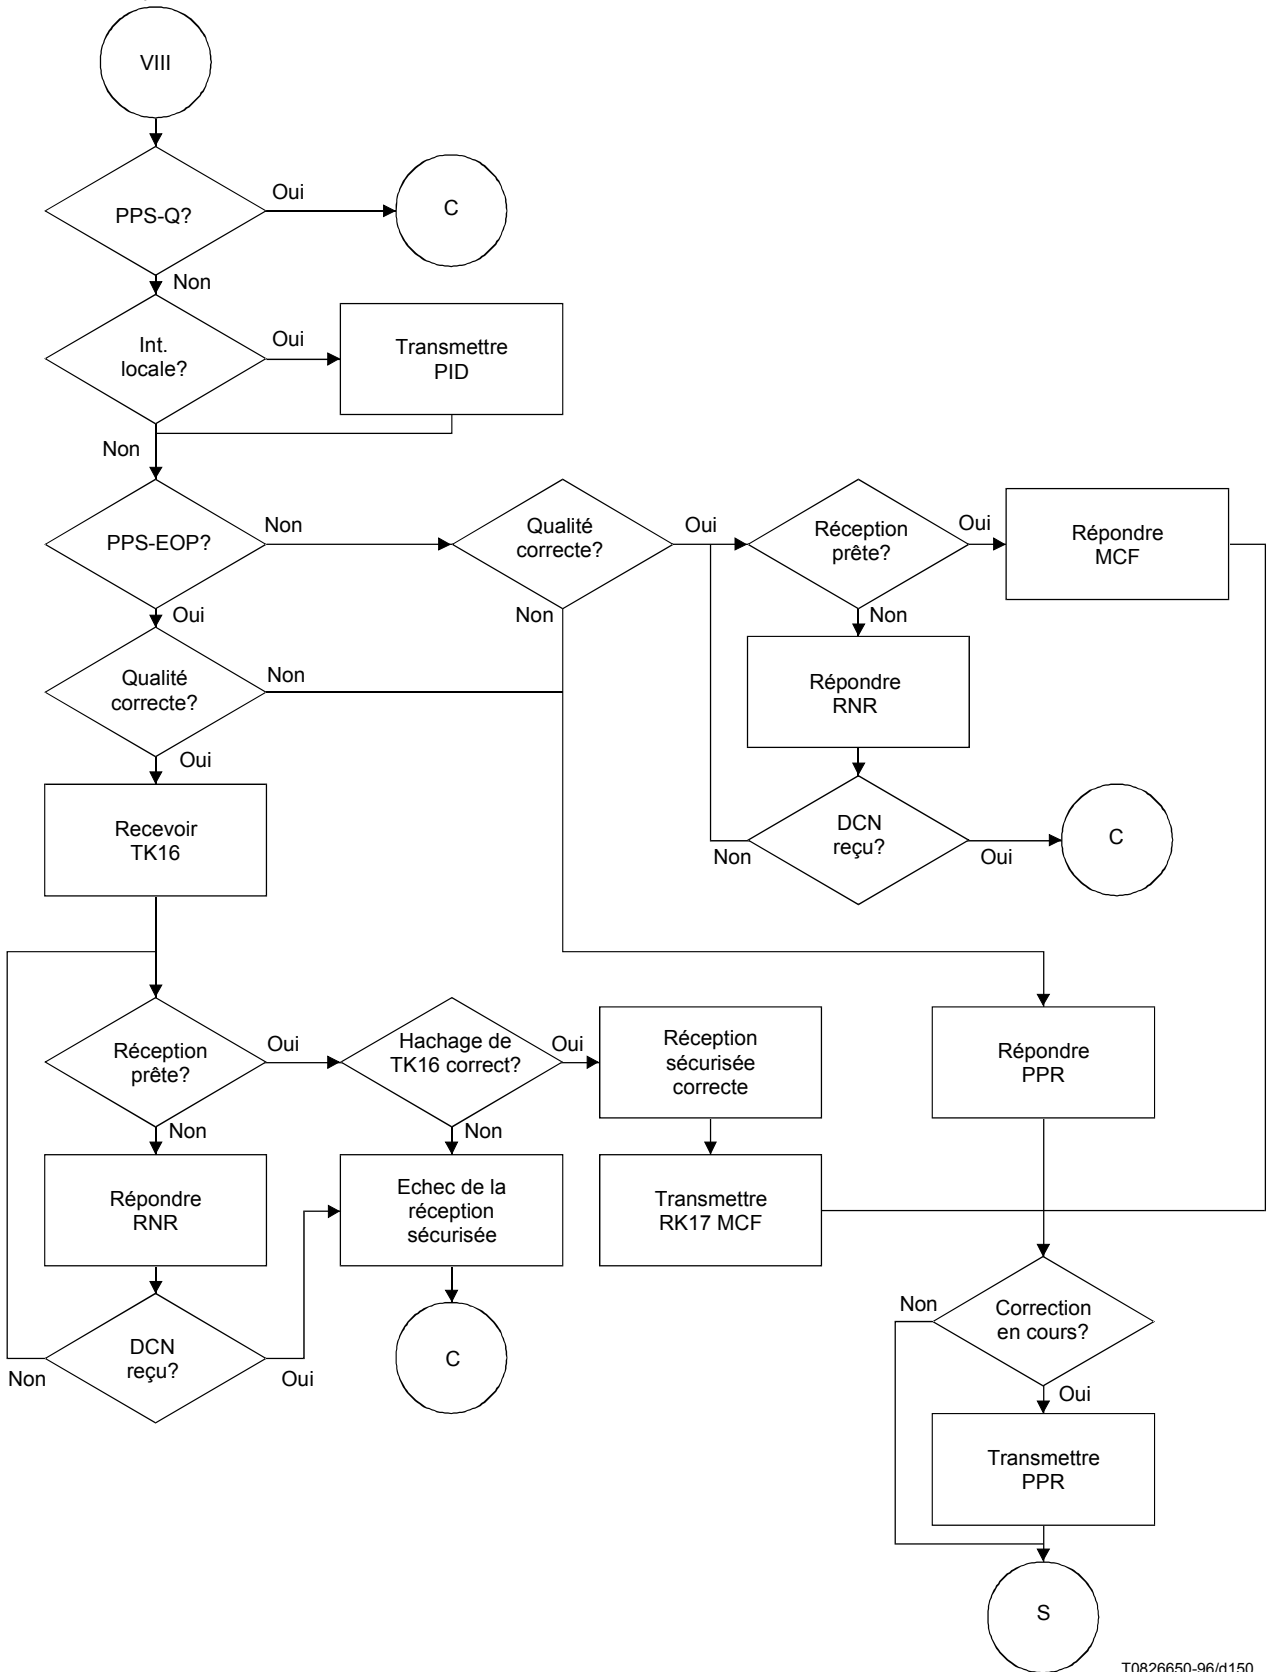 VIII
PPS-Q?
Oui
C
Non
Int.
locale?
Oui
Transmettre
PID
Non
PPS-EOP?
Non
Qualité
correcte?
Oui
Réception
prête?
Oui
Répondre
MCF
Oui
Non
Non
Qualité
correcte?
Non
Répondre
RNR
Oui
Recevoir
TK16
DCN
reçu?
Non
Oui
C
Réception
prête?
Oui
Hachage de
TK16 correct?
Oui
Réception
sécurisée
correcte
Répondre
PPR
Non
Non
Répondre
RNR
Echec de la
réception
sécurisée
Transmettre
RK17 MCF
Non
Correction
en cours?
DCN
reçu?
Non
Oui
C
Oui
Transmettre
PPR
S
T0826650-96/d150